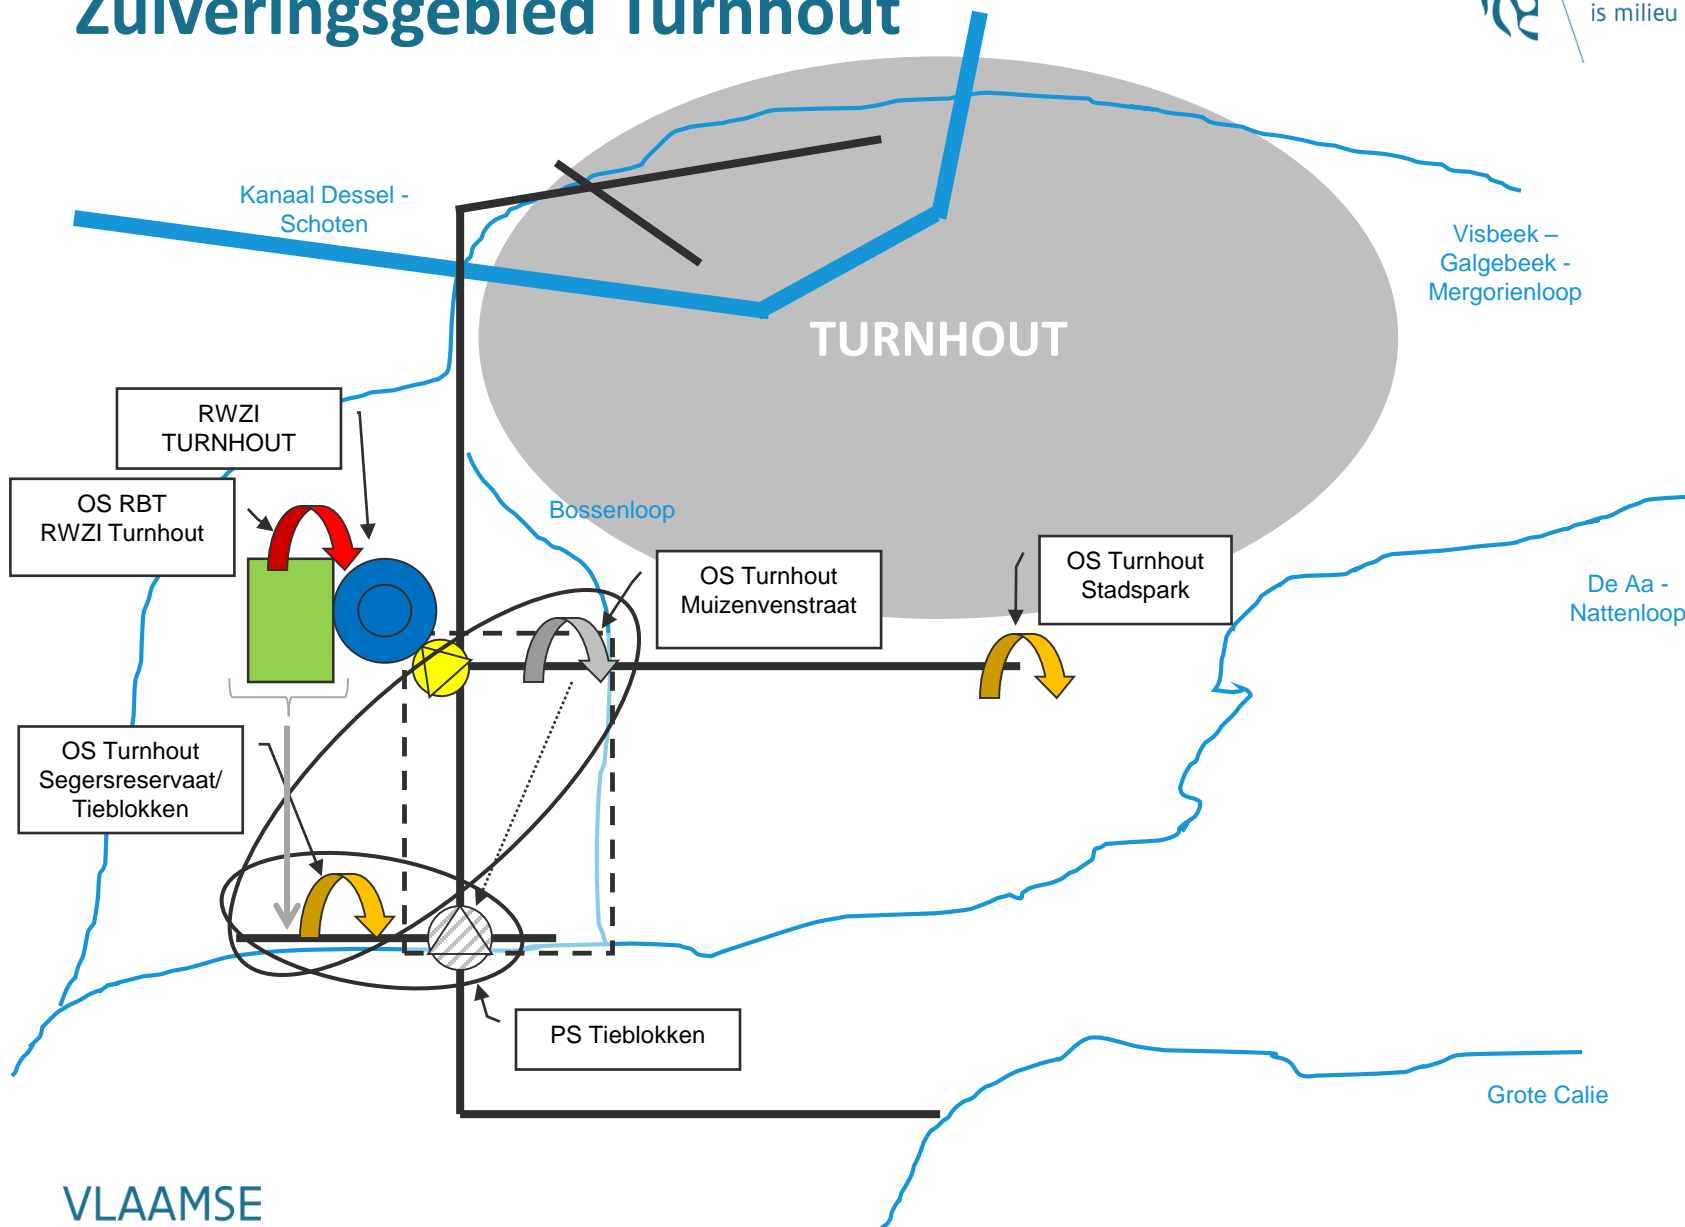 Zuiveringsgebied Turnhout
is milieu
Kanaal Dessel -
Schoten
Visbeek –
Galgebeek -
Mergorienloop
TURNHOUT
RWZI
TURNHOUT
OS RBT
RWZI Turnhout
Bossenloop
OS Turnhout
Muizenvenstraat
OS Turnhout
Stadspark
De Aa -
Nattenloop
OS Turnhout
Segersreservaat/
Tieblokken
PS Tieblokken
Grote Calie
VLAAMSE